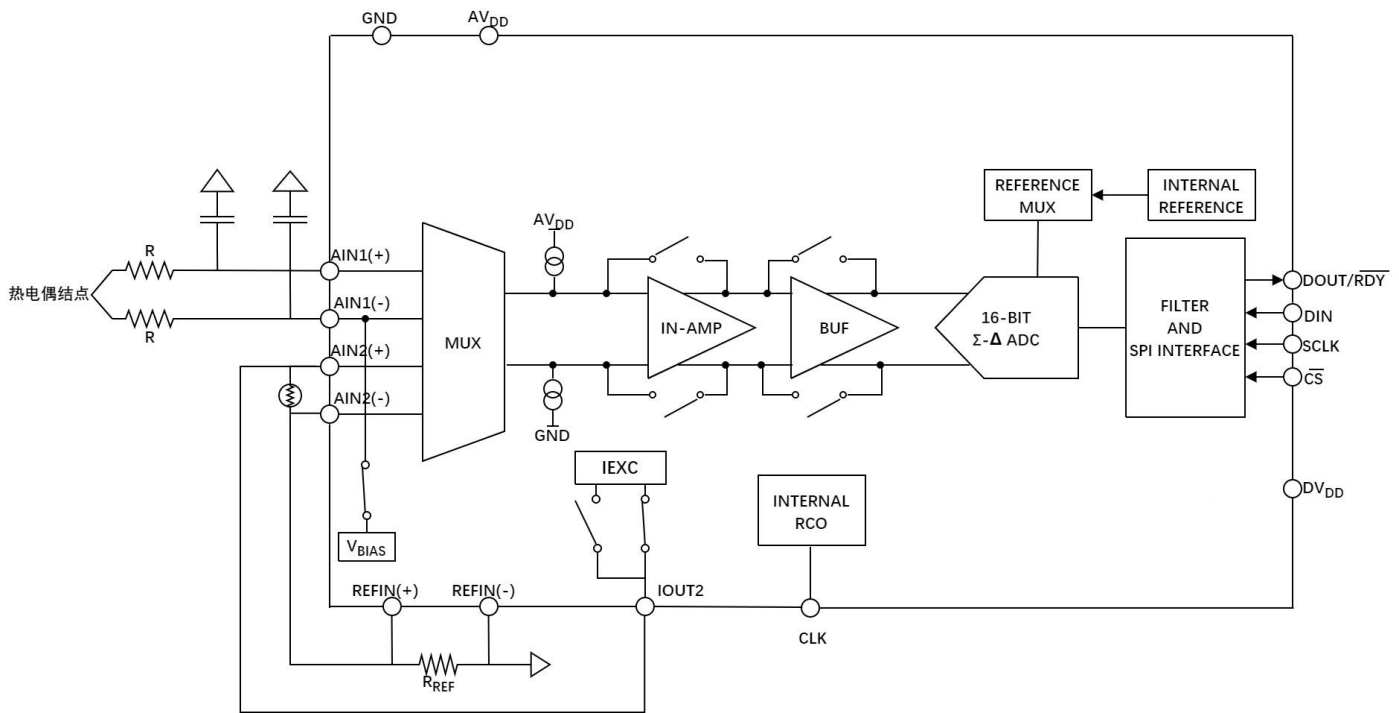 GND
AVDD
REFERENCE
MUX
INTERNAL
REFERENCE
AVDD
R
AIN1(+)
热电偶结点
AIN1(-)
R
MUX
IN-AMP
BUF
16-BIT
Σ-Δ ADC
FILTER
AND
SPI INTERFACE
DOUT/RDY
DIN
SCLK
CS
AIN2(+)
AIN2(-)
GND
IEXC
INTERNAL
RCO
DVDD
VBIAS
REFIN(+)
REFIN(-)
IOUT2
CLK
RREF